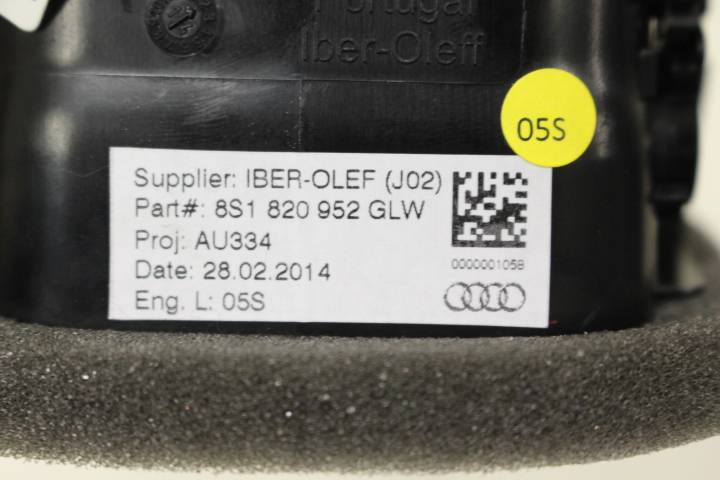 Portugal
Iber-Oleff
05S
Supplier: IBER-OLEF (J02)
Part#: 8S1 820 952 GLW
Proj: AU334
Date: 28.02.2014
Eng. L: 05S
0000001058